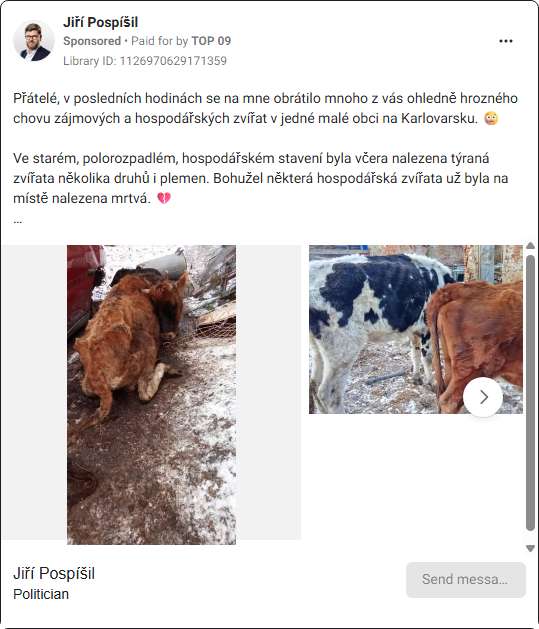 Jiří Pospíšil
Sponsored • Paid for by TOP 09
Library ID: 1126970629171359
Přátelé, v posledních hodinách se na mne obrátilo mnoho z vás ohledně hrozného
chovu zájmových a hospodářských zvířat v jedné malé obci na Karlovarsku. 😳
Ve starém, polorozpadlém, hospodářském stavení byla včera nalezena týraná
zvířata několika druhů i plemen. Bohužel některá hospodářská zvířata už byla na
místě nalezena mrtvá. 💔
...
Jiří Pospíšil
Politician
Send messa...